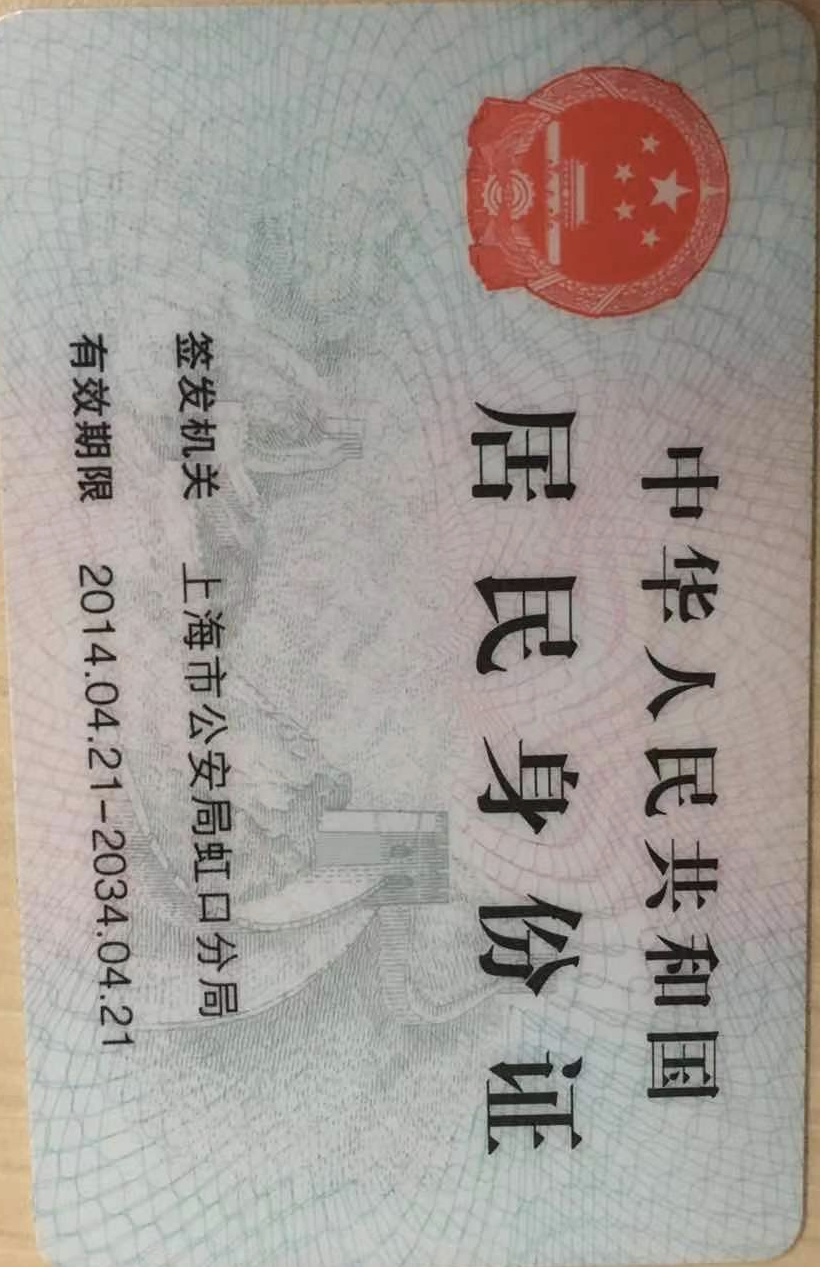 中华人民共和国
居民身份证
签发机关 上海市公安局虹口分局
有效期限 2014.04.21-2034.04.21